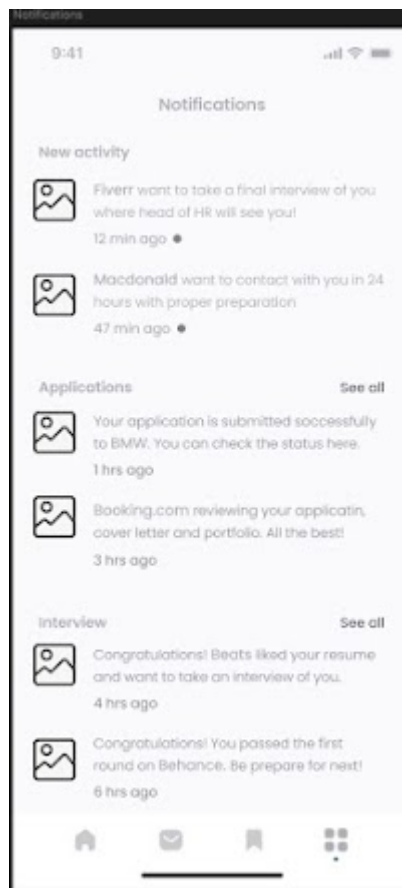 Notifications
9:41
Notifications
New activity
Fiverr want to take a final interview of you
where head of HR will see you!
12 min ago
Macdonald want to contact with you in 24
hours with proper preparation
47 min ago
Applications See all
Your application is submitted soccessfully
to BMW. You can check the status here.
1 hrs ago
Booking.com reviewing your applicatin,
cover letter and portfolio. All the best!
3 hrs ago
Interview See all
Congratulations! Beats liked your resume
and want to take an interview of you.
4 hrs ago
Congratulations! You passed the first
round on Behance. Be prepare for next!
6 hrs ago